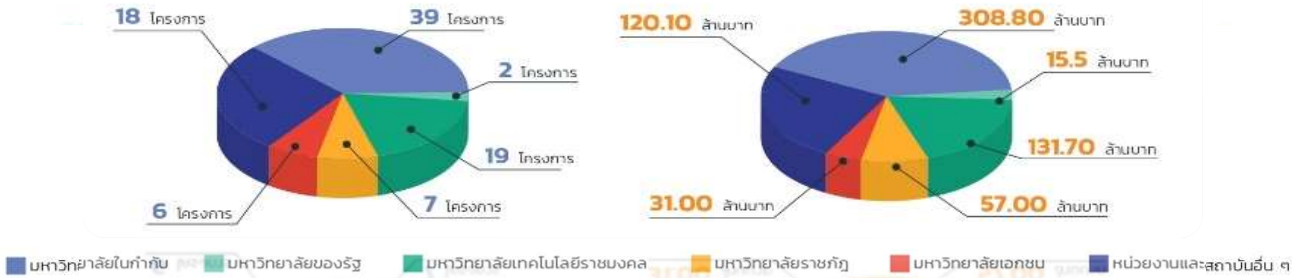 18 โครงการ
39 โครงการ
2 โครงการ
19 โครงการ
7 โครงการ
6 โครงการ
120.10 ล้านบาท
308.80 ล้านบาท
15.5 ล้านบาท
131.70 ล้านบาท
57.00 ล้านบาท
31.00 ล้านบาท
มหาวิทยาลัยในกำกับ มหาวิทยาลัยของรัฐ มหาวิทยาลัยเทคโนโลยีราชมงคล มหาวิทยาลัยราชภัฏ มหาวิทยาลัยเอกชน หน่วยงานและสถาบันอื่น ๆ